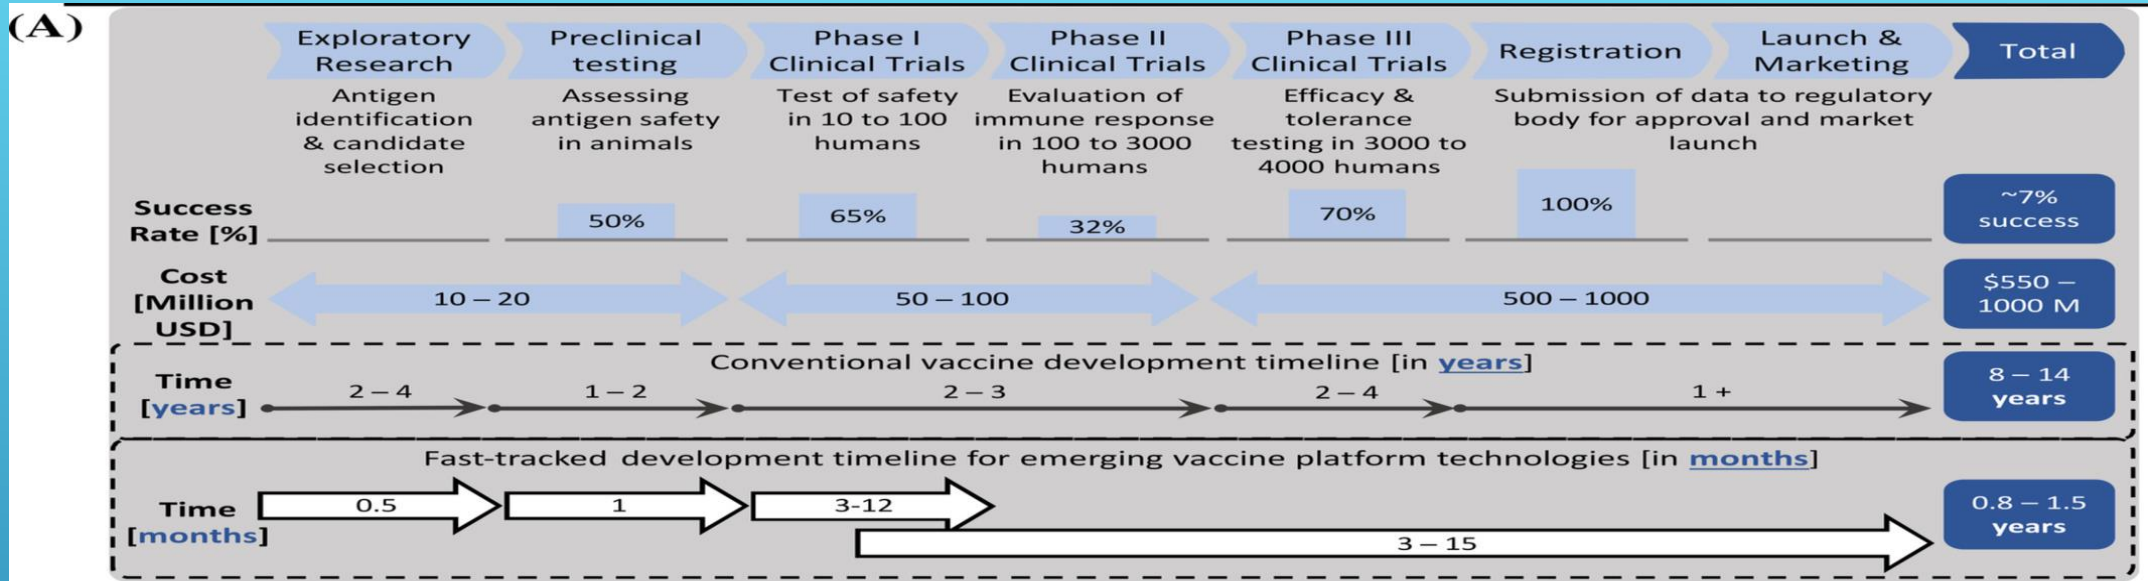 (A)
Exploratory Research
Preclinical testing
Phase I Clinical Trials
Phase II Clinical Trials
Phase III Clinical Trials
Registration
Launch & Marketing
Total
Antigen identification & candidate selection
Assessing antigen safety in animals
Test of safety in 10 to 100 humans
Evaluation of immune response in 100 to 3000 humans
Efficacy & tolerance testing in 3000 to 4000 humans
Submission of data to regulatory body for approval and market launch
Success Rate [%]
50%
65%
32%
70%
100%
~7% success
Cost [Million USD]
10 – 20
50 – 100
500 – 1000
$550 – 1000 M
Conventional vaccine development timeline [in years]
Time [years]
2 – 4
1 – 2
2 – 3
2 – 4
1 +
8 – 14 years
Fast-tracked development timeline for emerging vaccine platform technologies [in months]
Time [months]
0.5
1
3-12
3 – 15
0.8 – 1.5 years